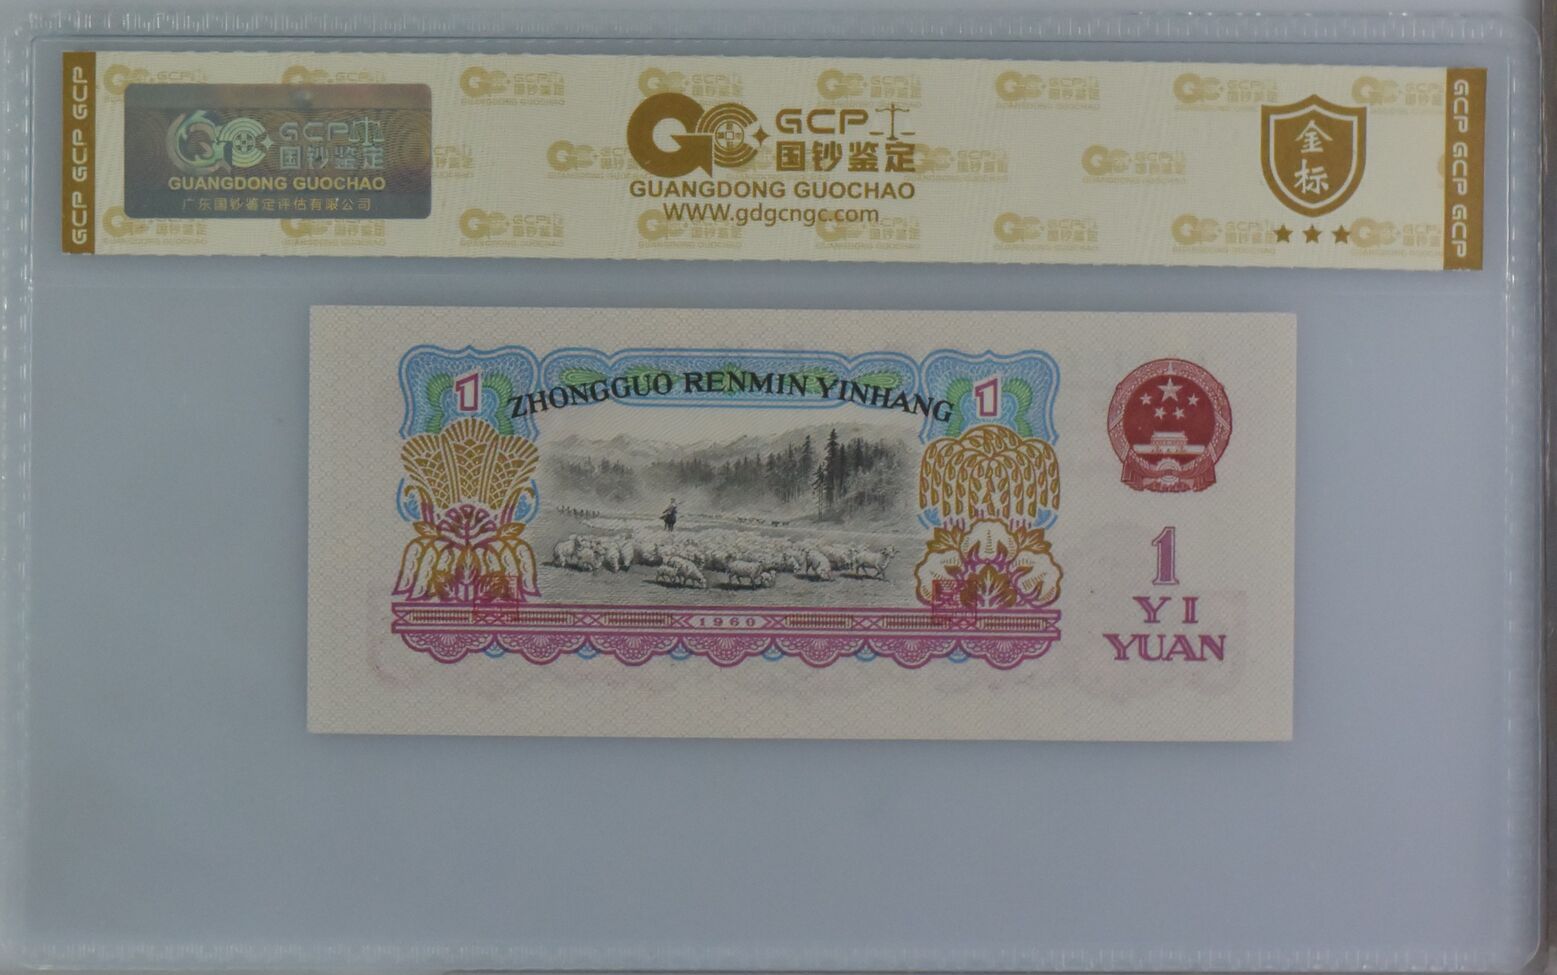 GCP GCP GCP
GCP
国钞鉴定
GUANGDONG GUOCHAO
广东国钞鉴定评估有限公司
GCP
国钞鉴定
GUANGDONG GUOCHAO
WWW.gdgcngc.com
金标
GCP GCP GCP
1
ZHONGGUO RENMIN YINHANG
1
1960
1
YI
YUAN